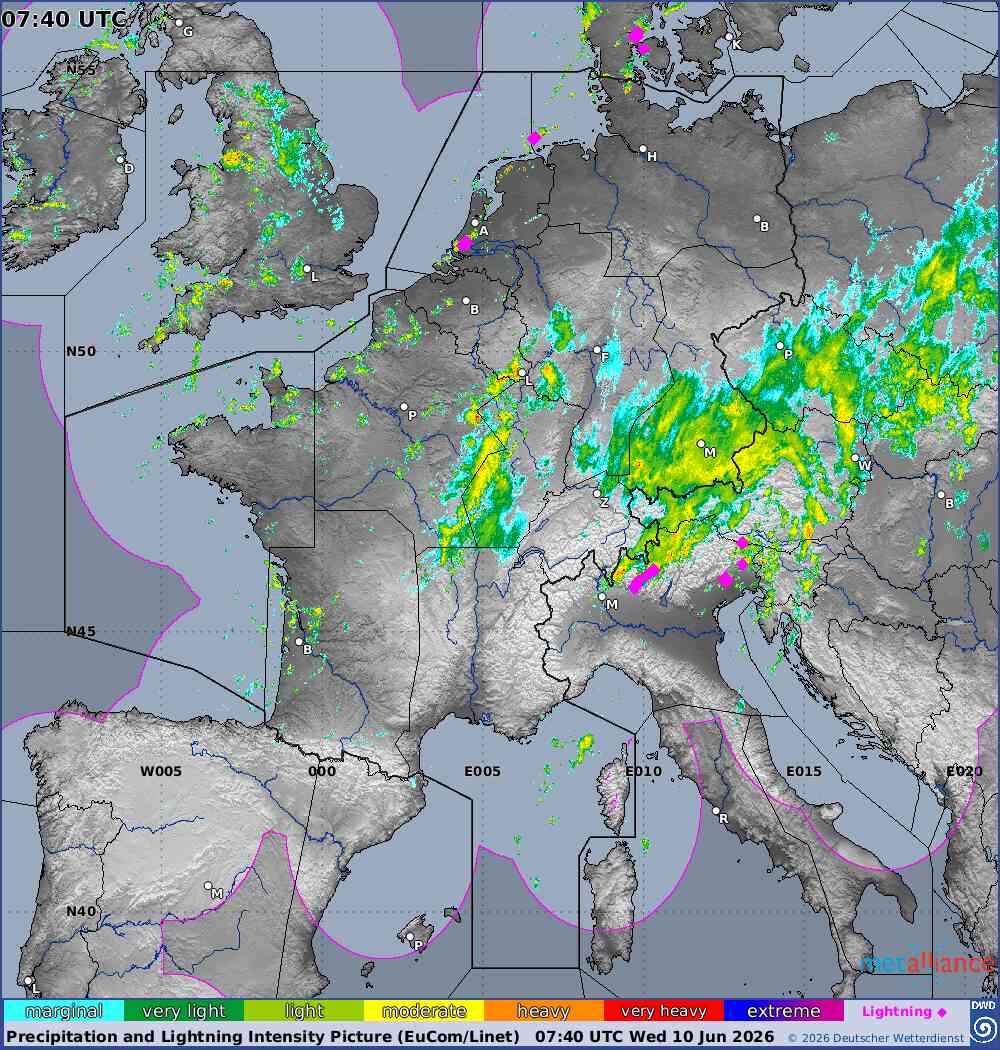 07:40 UTC
G
K
N55
H
D
B
A
L
B
N50
P
F
L
P
M
W
Z
B
M
N45
B
W005
000
E005
E010
E015
E020
R
M
N40
P
metalliance
L
marginal very light light moderate heavy very heavy extreme Lightning ◆ DWD
Precipitation and Lightning Intensity Picture (EuCom/Linet) 07:40 UTC Wed 10 Jun 2026 © 2026 Deutscher Wetterdienst